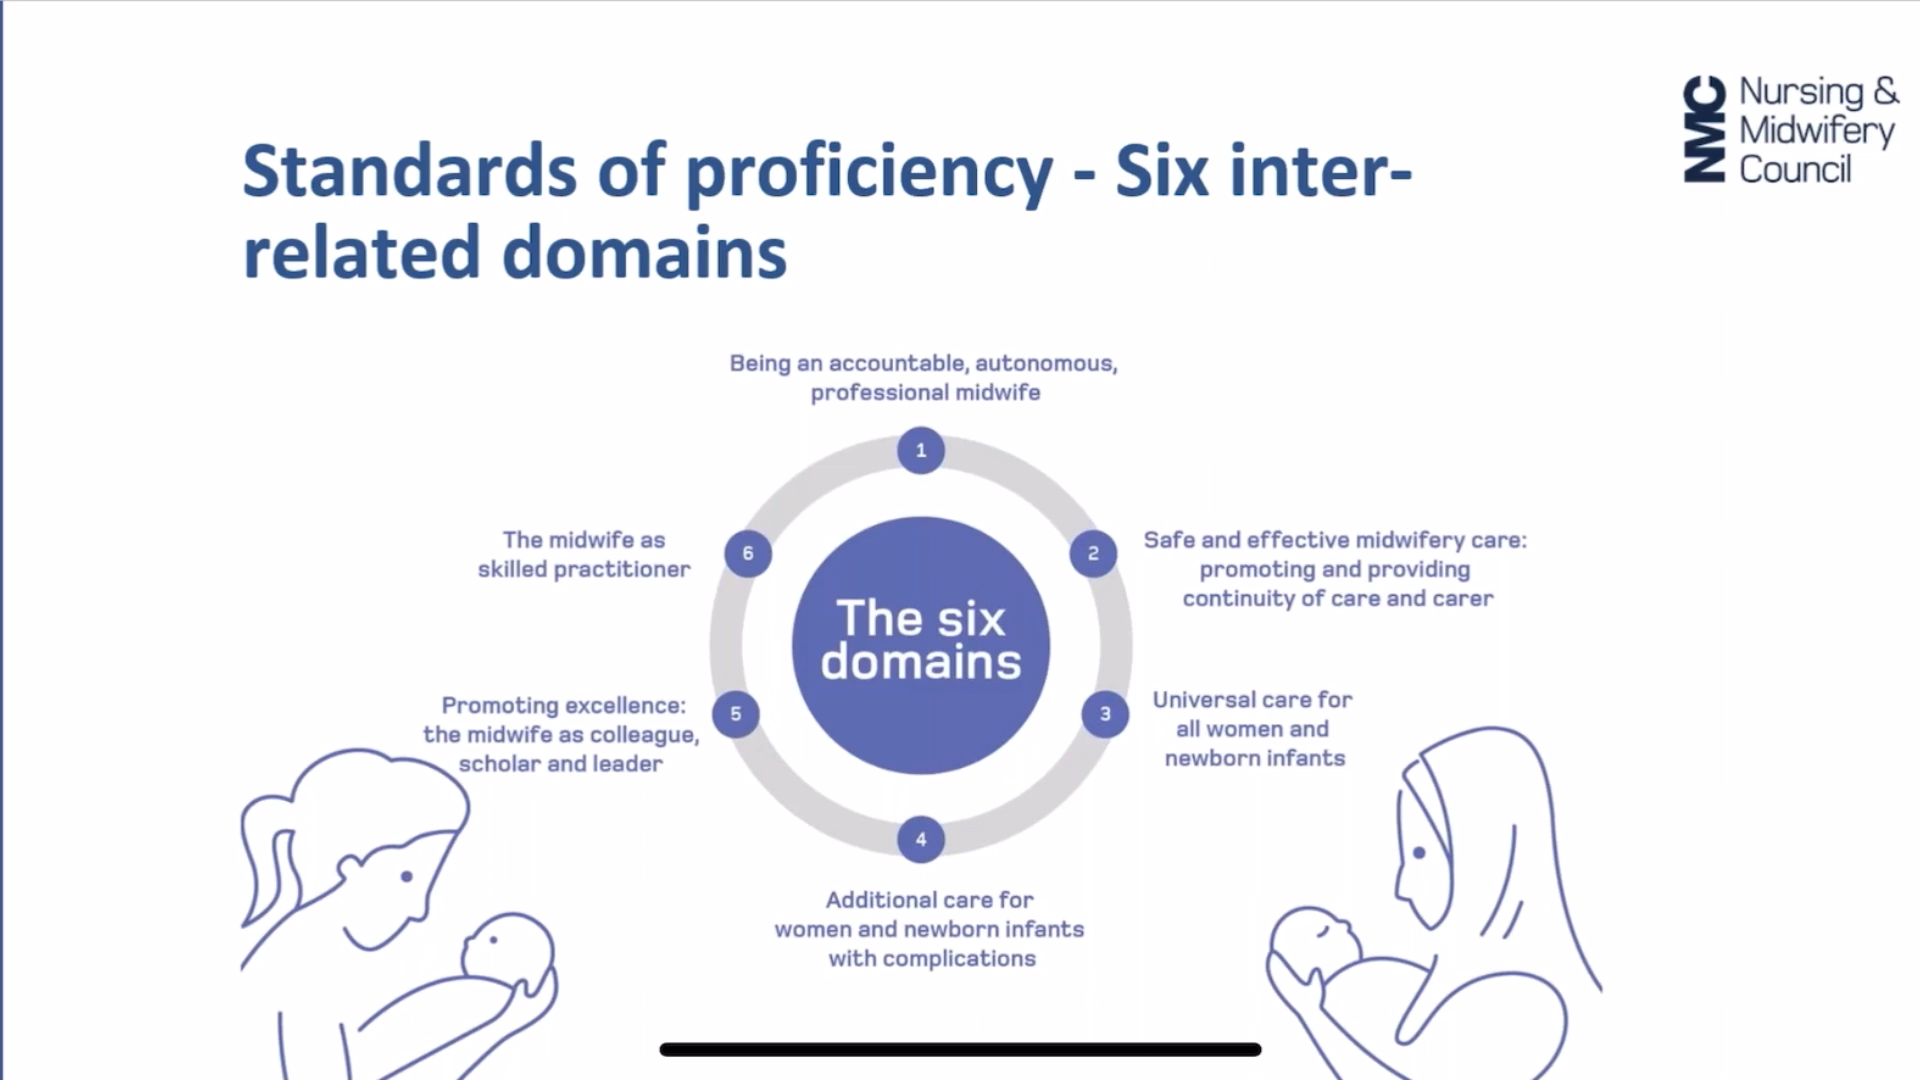 NMC
Nursing &
Midwifery
Council
Standards of proficiency - Six inter-
related domains
Being an accountable, autonomous,
professional midwife
1
2
Safe and effective midwifery care:
promoting and providing
continuity of care and carer
3
Universal care for
all women and
newborn infants
4
Additional care for
women and newborn infants
with complications
5
Promoting excellence:
the midwife as colleague,
scholar and leader
6
The midwife as
skilled practitioner
The six
domains